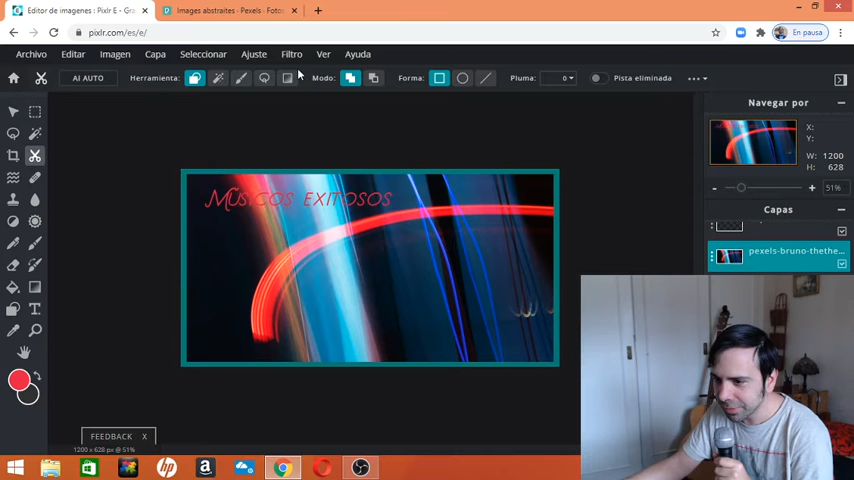 Editor de imagenes : Pixlr E - Gra
Images abstraites · Pexels · Fotos
pixlr.com/es/e/
En pausa
Archivo Editar Imagen Capa Seleccionar Ajuste Filtro Ver Ayuda
AI AUTO Herramienta: Modo: Forma: Pluma: 0 Pista eliminada
Navegar por
X:
Y:
W: 1200
H: 628
51%
Capas
pexels-bruno-thethe...
Músicos exitosos
FEEDBACK X
1200 x 628 px @ 51%